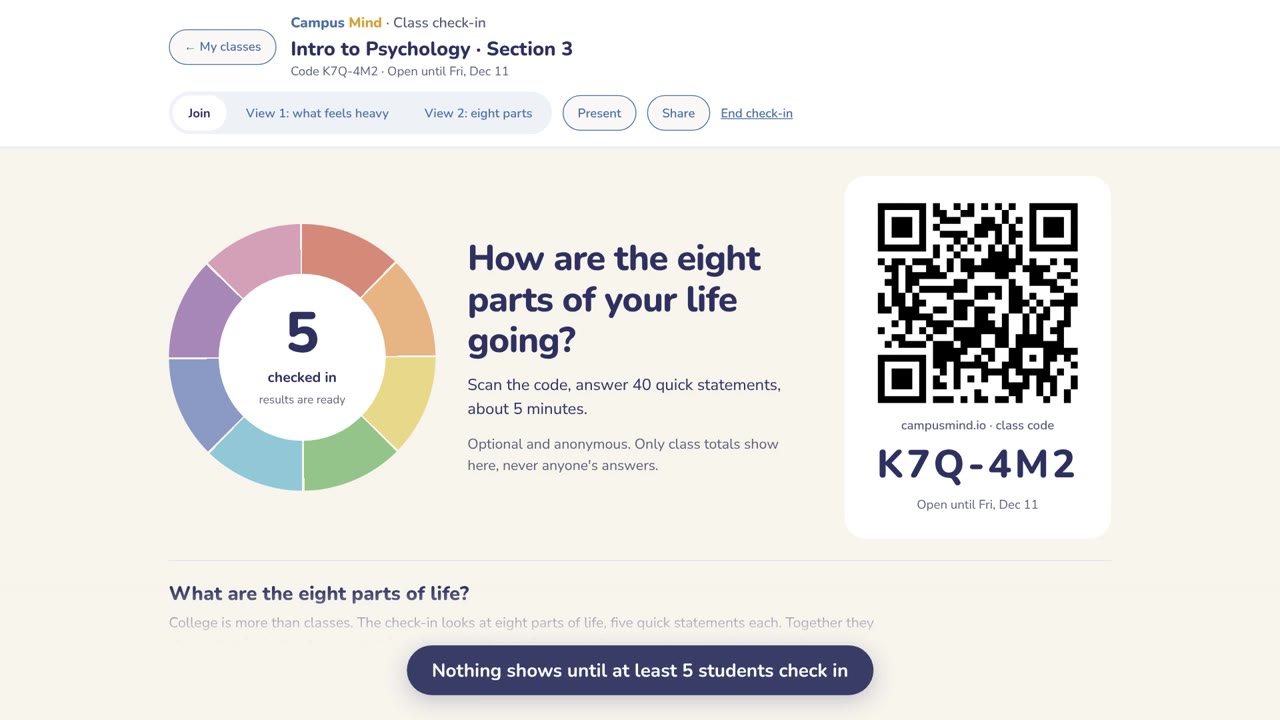 ← My classes
Campus Mind · Class check-in
Intro to Psychology · Section 3
Code K7Q-4M2 · Open until Fri, Dec 11
Join
View 1: what feels heavy
View 2: eight parts
Present
Share
End check-in
5
checked in
results are ready
How are the eight
parts of your life
going?
Scan the code, answer 40 quick statements,
about 5 minutes.
Optional and anonymous. Only class totals show
here, never anyone's answers.
campusmind.io · class code
K7Q-4M2
Open until Fri, Dec 11
What are the eight parts of life?
College is more than classes. The check-in looks at eight parts of life, five quick statements each. Together they
Nothing shows until at least 5 students check in